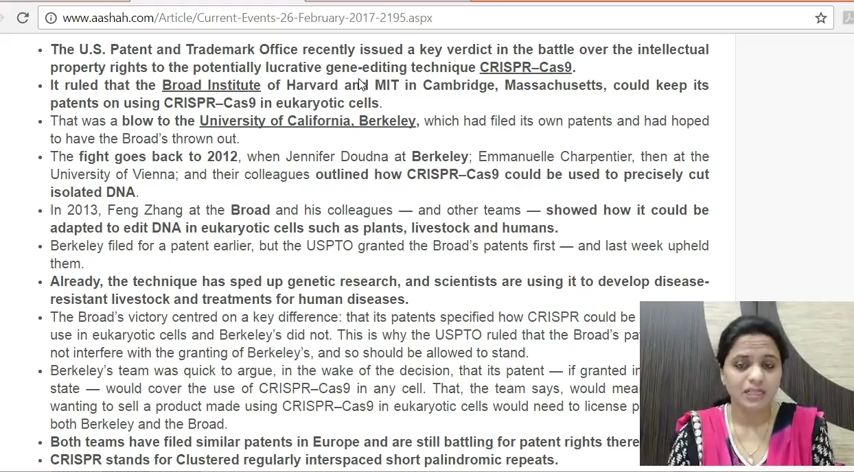 www.aashah.com/Article/Current-Events-26-February-2017-2195.aspx
• The U.S. Patent and Trademark Office recently issued a key verdict in the battle over the intellectual
property rights to the potentially lucrative gene-editing technique CRISPR–Cas9.
• It ruled that the Broad Institute of Harvard and MIT in Cambridge, Massachusetts, could keep its
patents on using CRISPR–Cas9 in eukaryotic cells.
• That was a blow to the University of California, Berkeley, which had filed its own patents and had hoped
to have the Broad's thrown out.
• The fight goes back to 2012, when Jennifer Doudna at Berkeley; Emmanuelle Charpentier, then at the
University of Vienna; and their colleagues outlined how CRISPR–Cas9 could be used to precisely cut
isolated DNA.
• In 2013, Feng Zhang at the Broad and his colleagues — and other teams — showed how it could be
adapted to edit DNA in eukaryotic cells such as plants, livestock and humans.
• Berkeley filed for a patent earlier, but the USPTO granted the Broad's patents first — and last week upheld
them.
• Already, the technique has sped up genetic research, and scientists are using it to develop disease-
resistant livestock and treatments for human diseases.
• The Broad's victory centred on a key difference: that its patents specified how CRISPR could be
use in eukaryotic cells and Berkeley's did not. This is why the USPTO ruled that the Broad's
not interfere with the granting of Berkeley's, and so should be allowed to stand.
• Berkeley's team was quick to argue, in the wake of the decision, that its patent — if granted
state — would cover the use of CRISPR–Cas9 in any cell. That, the team says, would
wanting to sell a product made using CRISPR–Cas9 in eukaryotic cells would need to license
both Berkeley and the Broad.
• Both teams have filed similar patents in Europe and are still battling for patent rights there
• CRISPR stands for Clustered regularly interspaced short palindromic repeats.